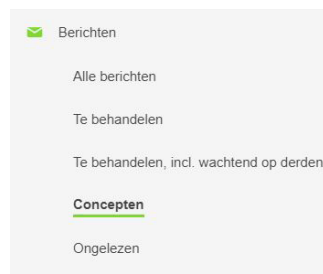 Berichten
Alle berichten
Te behandelen
Te behandelen, incl. wachtend op derden
Concepten
Ongelezen